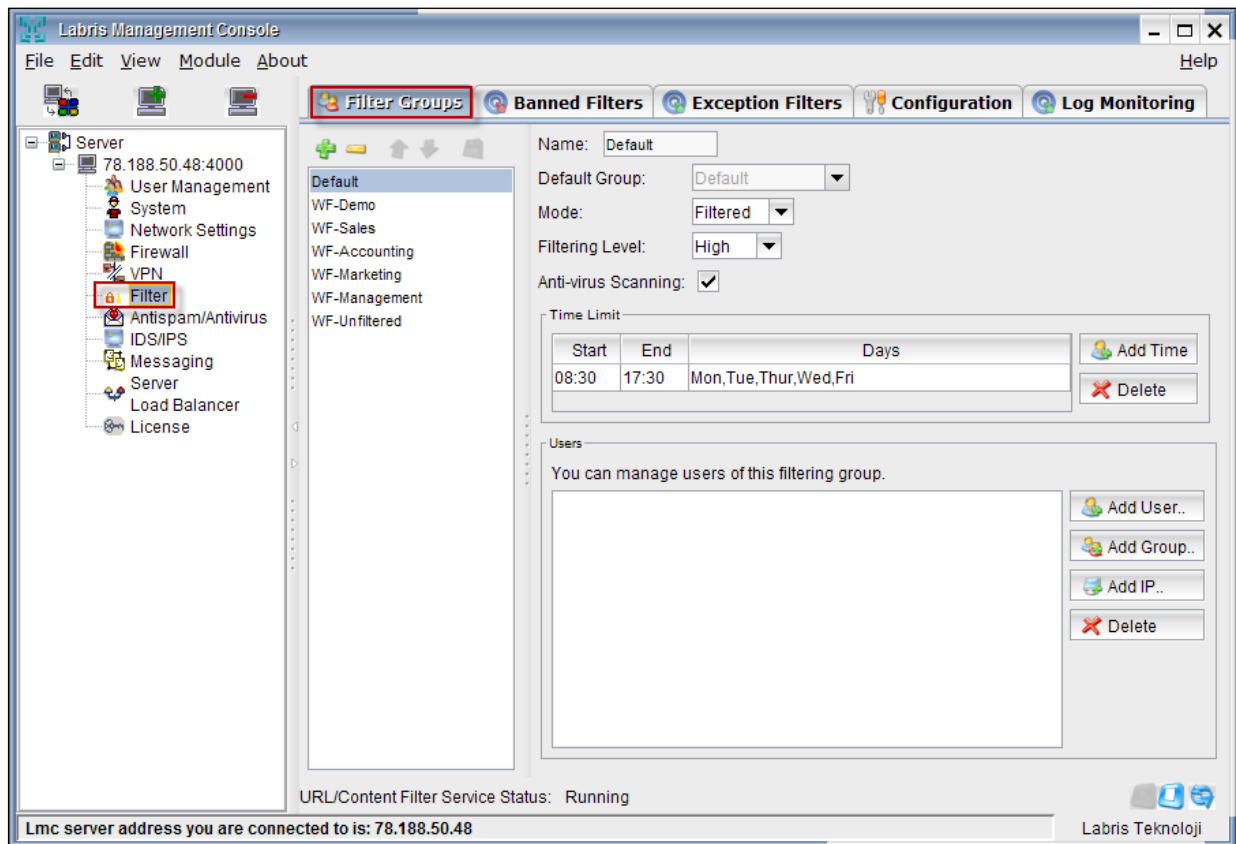 Labris Management Console
File Edit View Module About Help
Filter Groups Banned Filters Exception Filters Configuration Log Monitoring
Server
78.188.50.48:4000
User Management
System
Network Settings
Firewall
VPN
Filter
Antispam/Antivirus
IDS/IPS
Messaging
Server
Load Balancer
License
Default
WF-Demo
WF-Sales
WF-Accounting
WF-Marketing
WF-Management
WF-Unfiltered
Name: Default
Default Group: Default
Mode: Filtered
Filtering Level: High
Anti-virus Scanning:
Time Limit
Start End Days
08:30 17:30 Mon,Tue,Thur,Wed,Fri
Add Time
Delete
Users
You can manage users of this filtering group.
Add User..
Add Group..
Add IP..
Delete
URL/Content Filter Service Status: Running
Lmc server address you are connected to is: 78.188.50.48
Labris Teknoloji